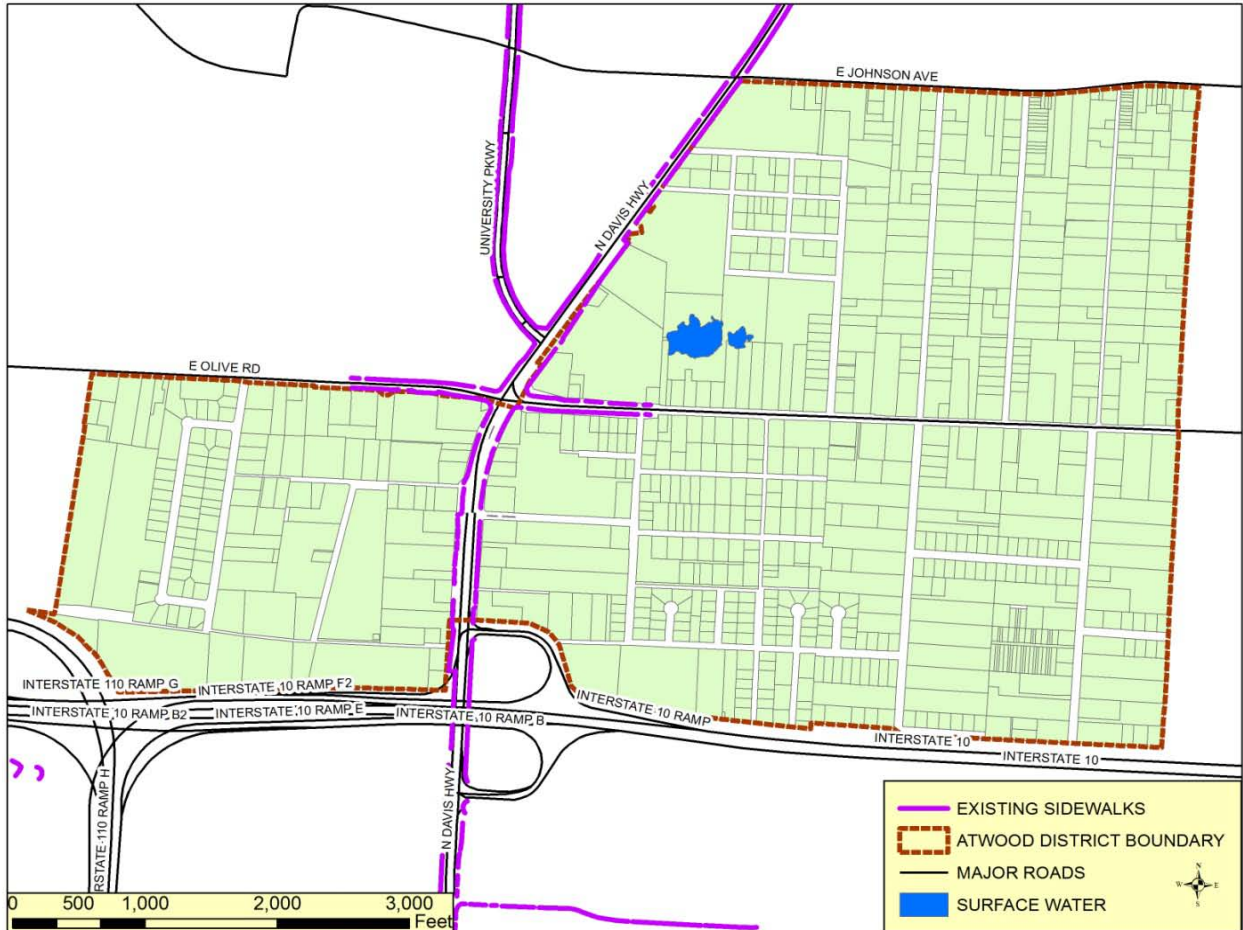 E JOHNSON AVE
UNIVERSITY PKWY
N DAVIS HWY
E OLIVE RD
INTERSTATE 110 RAMP G
INTERSTATE 10 RAMP F2
INTERSTATE 10 RAMP
INTERSTATE 10 RAMP B2
INTERSTATE 10 RAMP E
INTERSTATE 10 RAMP B
INTERSTATE 10
INTERSTATE 10
RSTATE 110 RAMP H
N DAVIS HWY
EXISTING SIDEWALKS
ATWOOD DISTRICT BOUNDARY
MAJOR ROADS
SURFACE WATER
N
W E
S
0 500 1,000 2,000 3,000
Feet